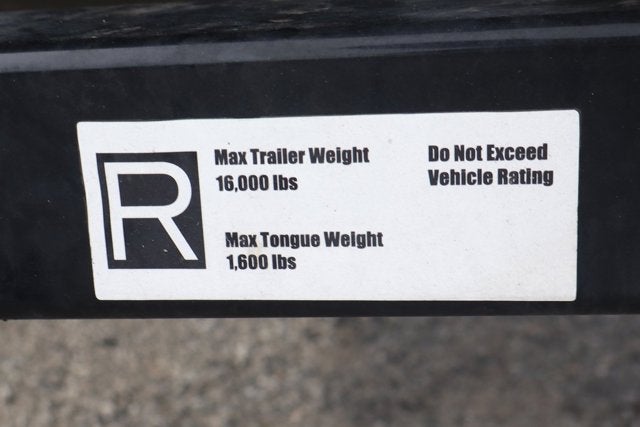 R
Max Trailer Weight
16,000 lbs
Max Tongue Weight
1,600 lbs
Do Not Exceed
Vehicle Rating